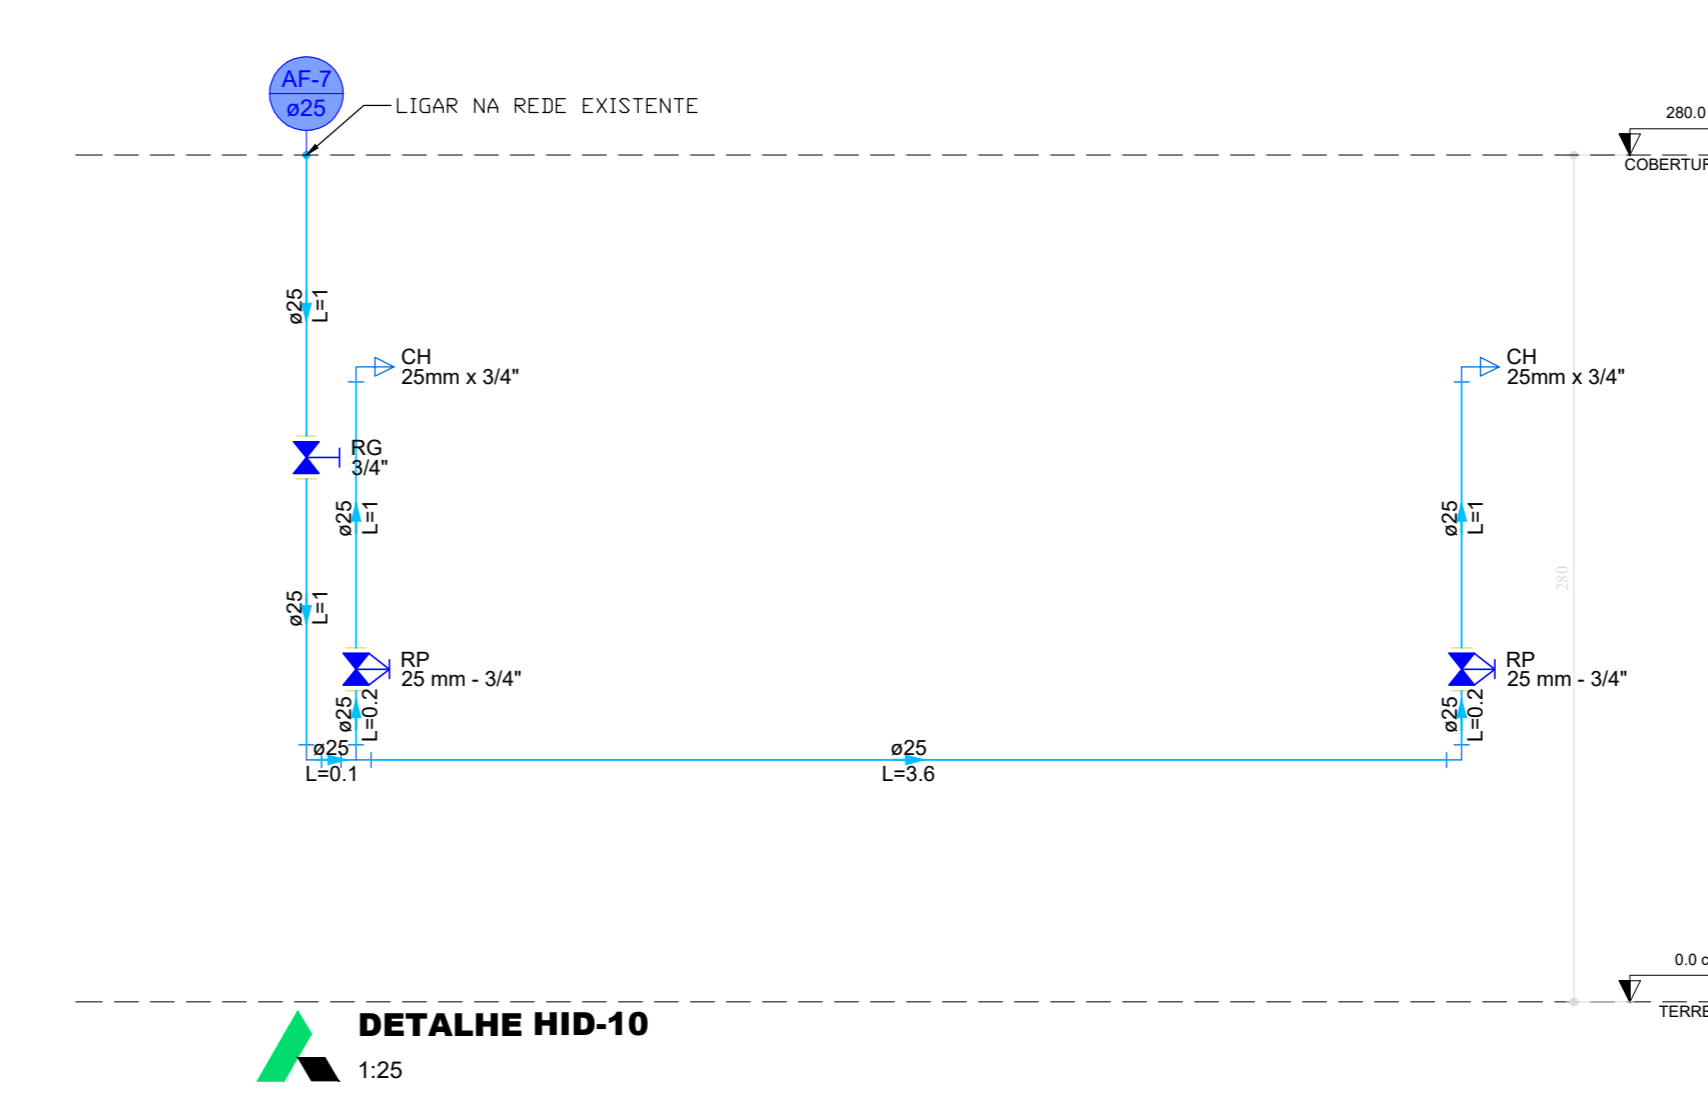 AF-7
ø25
LIGAR NA REDE EXISTENTE
280.0
COBERTUR
ø25
L=1
CH
25mm x 3/4"
CH
25mm x 3/4"
RG
3/4"
ø25
L=1
ø25
L=1
280
ø25
L=1
RP
25 mm - 3/4"
RP
25 mm - 3/4"
ø25
L=0.2
ø25
L=0.2
ø25
L=0.1
ø25
L=3.6
0.0 c
TERRE
DETALHE HID-10
1:25